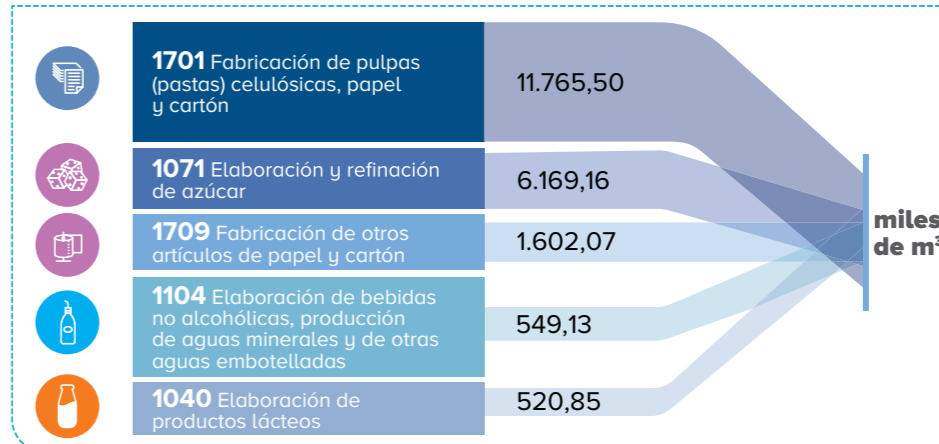 1701 Fabricación de pulpas
(pastas) celulósicas, papel
y cartón
11.765,50
1071 Elaboración y refinación
de azúcar
6.169,16
1709 Fabricación de otros
artículos de papel y cartón
1.602,07
1104 Elaboración de bebidas
no alcohólicas, producción
de aguas minerales y de otras
aguas embotelladas
549,13
1040 Elaboración de
productos lácteos
520,85
miles
de m³